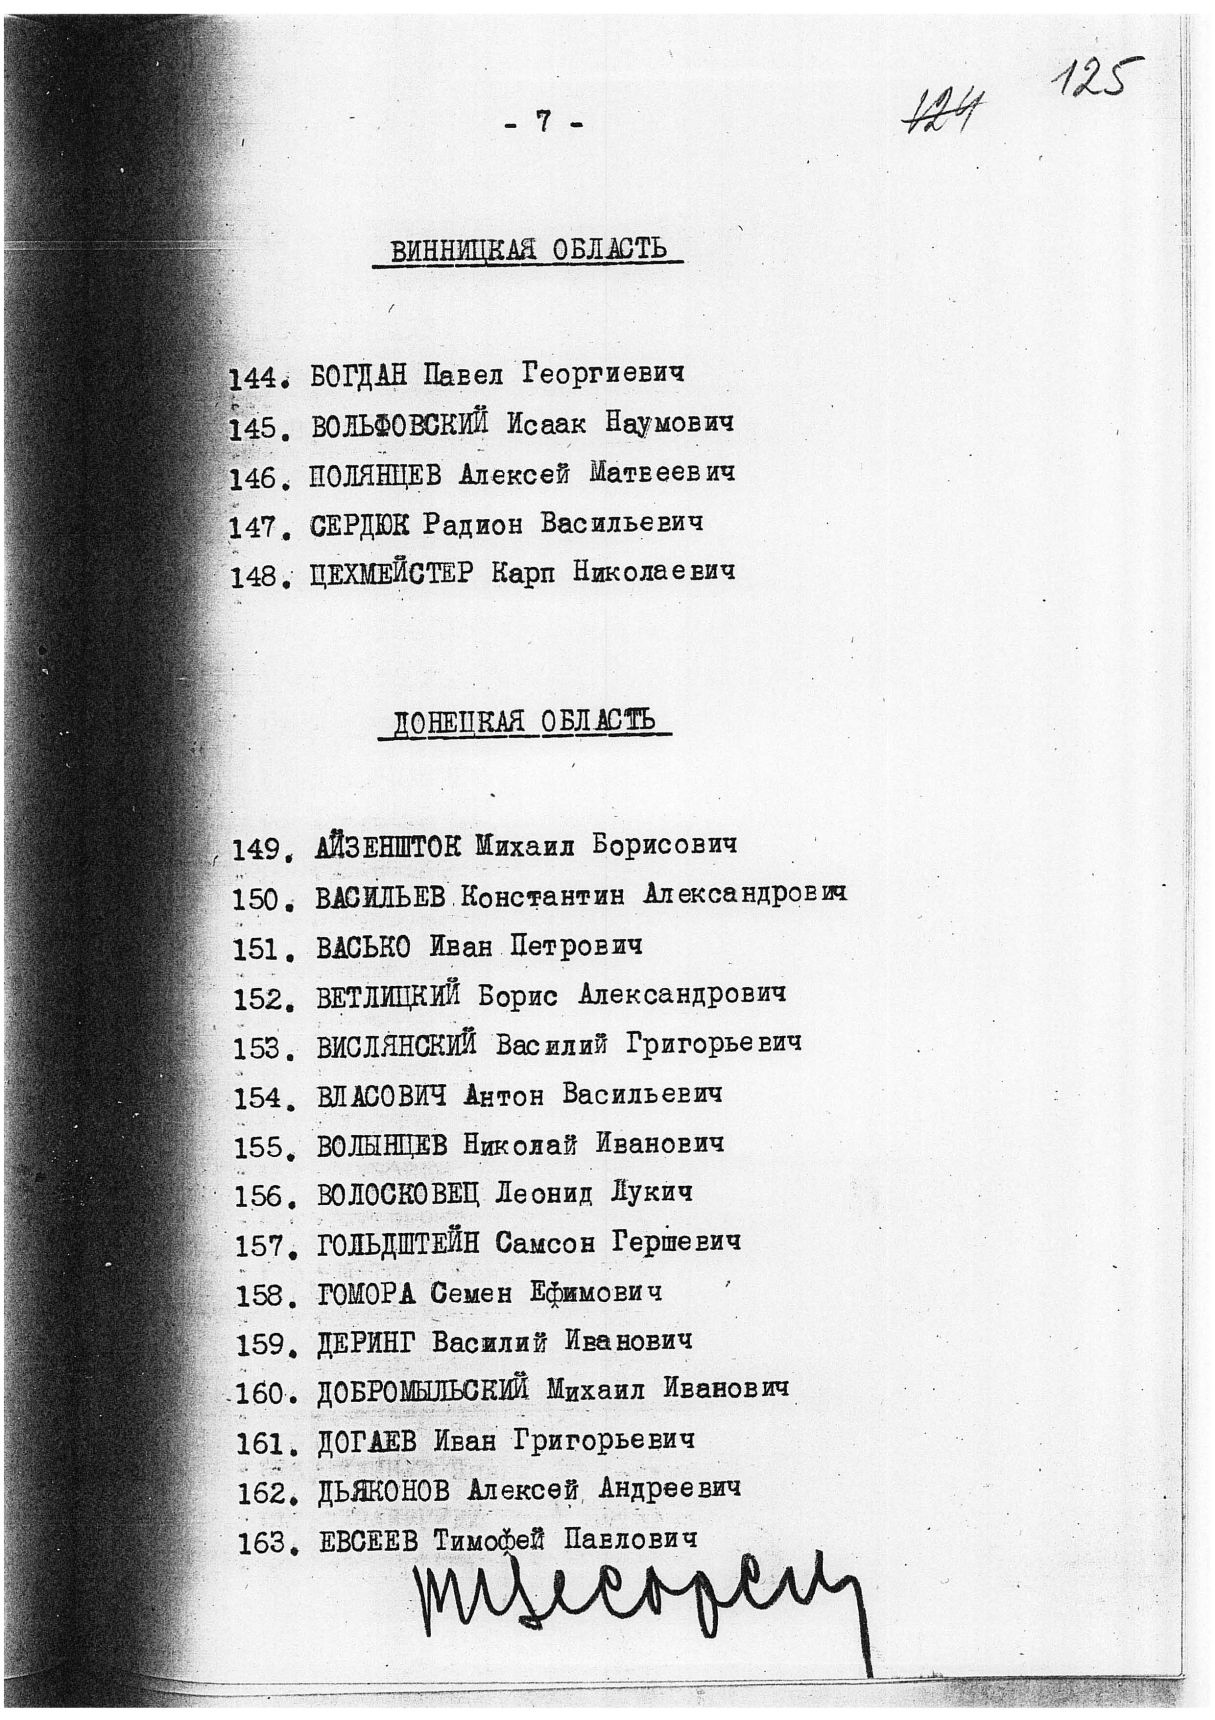 125
124
- 7 -
ВИННИЦКАЯ ОБЛАСТЬ
144. БОГДАН Павел Георгиевич
145. ВОЛЬФОВСКИЙ Исаак Наумович
146. ПОЛЯНЦЕВ Алексей Матвеевич
147. СЕРДЮК Радион Васильевич
148. ЦЕХМЕЙСТЕР Карп Николаевич
ДОНЕЦКАЯ ОБЛАСТЬ
149. АЙЗЕНШТОК Михаил Борисович
150. ВАСИЛЬЕВ Константин Александрович
151. ВАСЬКО Иван Петрович
152. ВЕТЛИЦКИЙ Борис Александрович
153. ВИСЛЯНСКИЙ Василий Григорьевич
154. ВЛАСОВИЧ Антон Васильевич
155. ВОЛЫНЦЕВ Николай Иванович
156. ВОЛОСКОВЕЦ Леонид Лукич
157. ГОЛЬДШТЕЙН Самсон Гершевич
158. ГОМОРА Семен Ефимович
159. ДЕРИНГ Василий Иванович
160. ДОБРОМЫЛЬСКИЙ Михаил Иванович
161. ДОГАЕВ Иван Григорьевич
162. ДЬЯКОНОВ Алексей Андреевич
163. ЕВСЕЕВ Тимофей Павлович